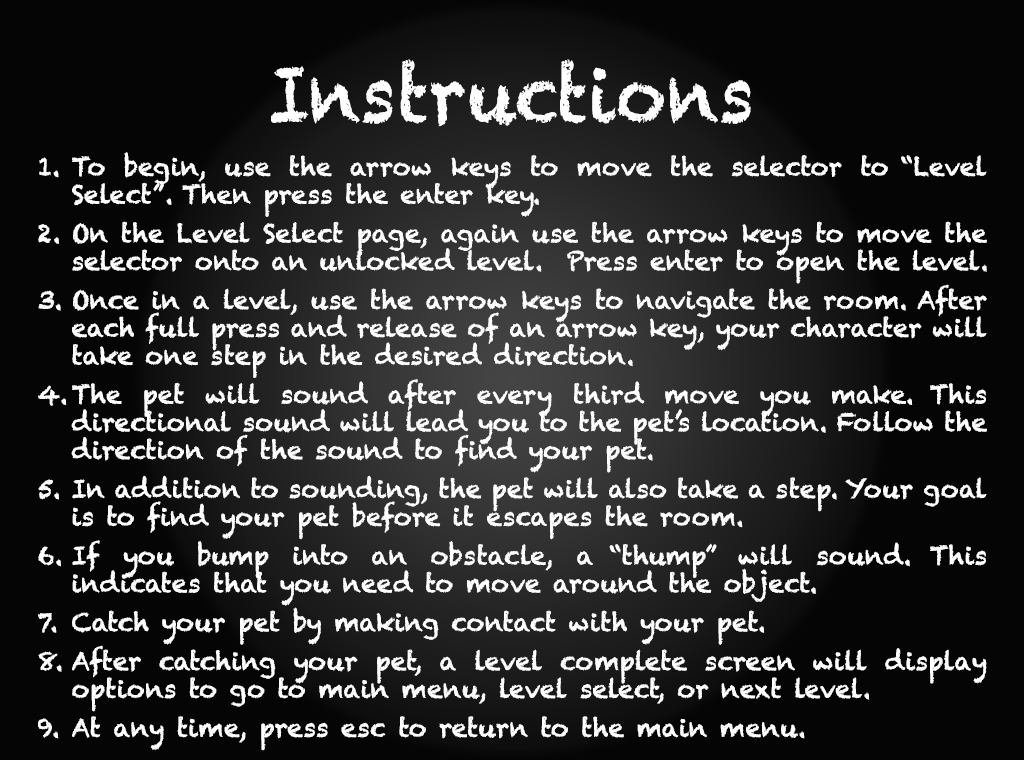 Instructions
1. To begin, use the arrow keys to move the selector to “Level
Select”. Then press the enter key.
2. On the Level Select page, again use the arrow keys to move the
selector onto an unlocked level.  Press enter to open the level.
3. Once in a level, use the arrow keys to navigate the room. After
each full press and release of an arrow key, your character will
take one step in the desired direction.
4. The pet will sound after every third move you make. This
directional sound will lead you to the pet’s location. Follow the
direction of the sound to find your pet.
5. In addition to sounding, the pet will also take a step. Your goal
is to find your pet before it escapes the room.
6. If you bump into an obstacle, a “thump” will sound. This
indicates that you need to move around the object.
7. Catch your pet by making contact with your pet.
8. After catching your pet, a level complete screen will display
options to go to main menu, level select, or next level.
9. At any time, press esc to return to the main menu.